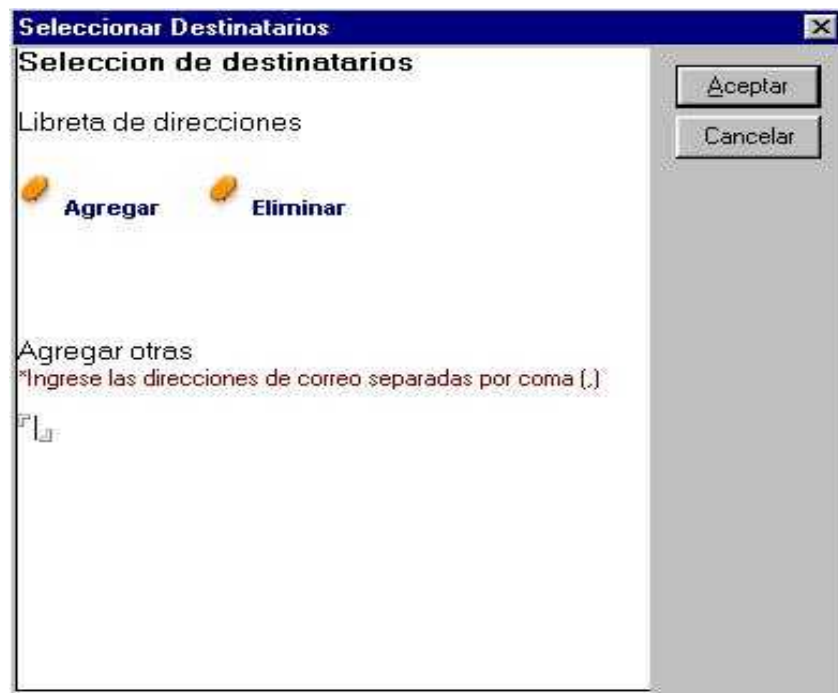 Seleccionar Destinatarios
Seleccion de destinatarios
Aceptar
Cancelar
Libreta de direcciones
Agregar Eliminar
Agregar otras
*Ingrese las direcciones de correo separadas por coma (,)